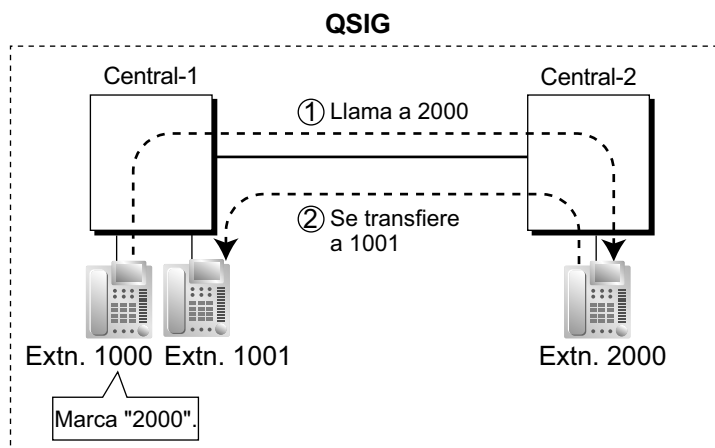 QSIG
Central-1
Central-2
① Llama a 2000
② Se transfiere
a 1001
Extn. 1000
Extn. 1001
Extn. 2000
Marca "2000".